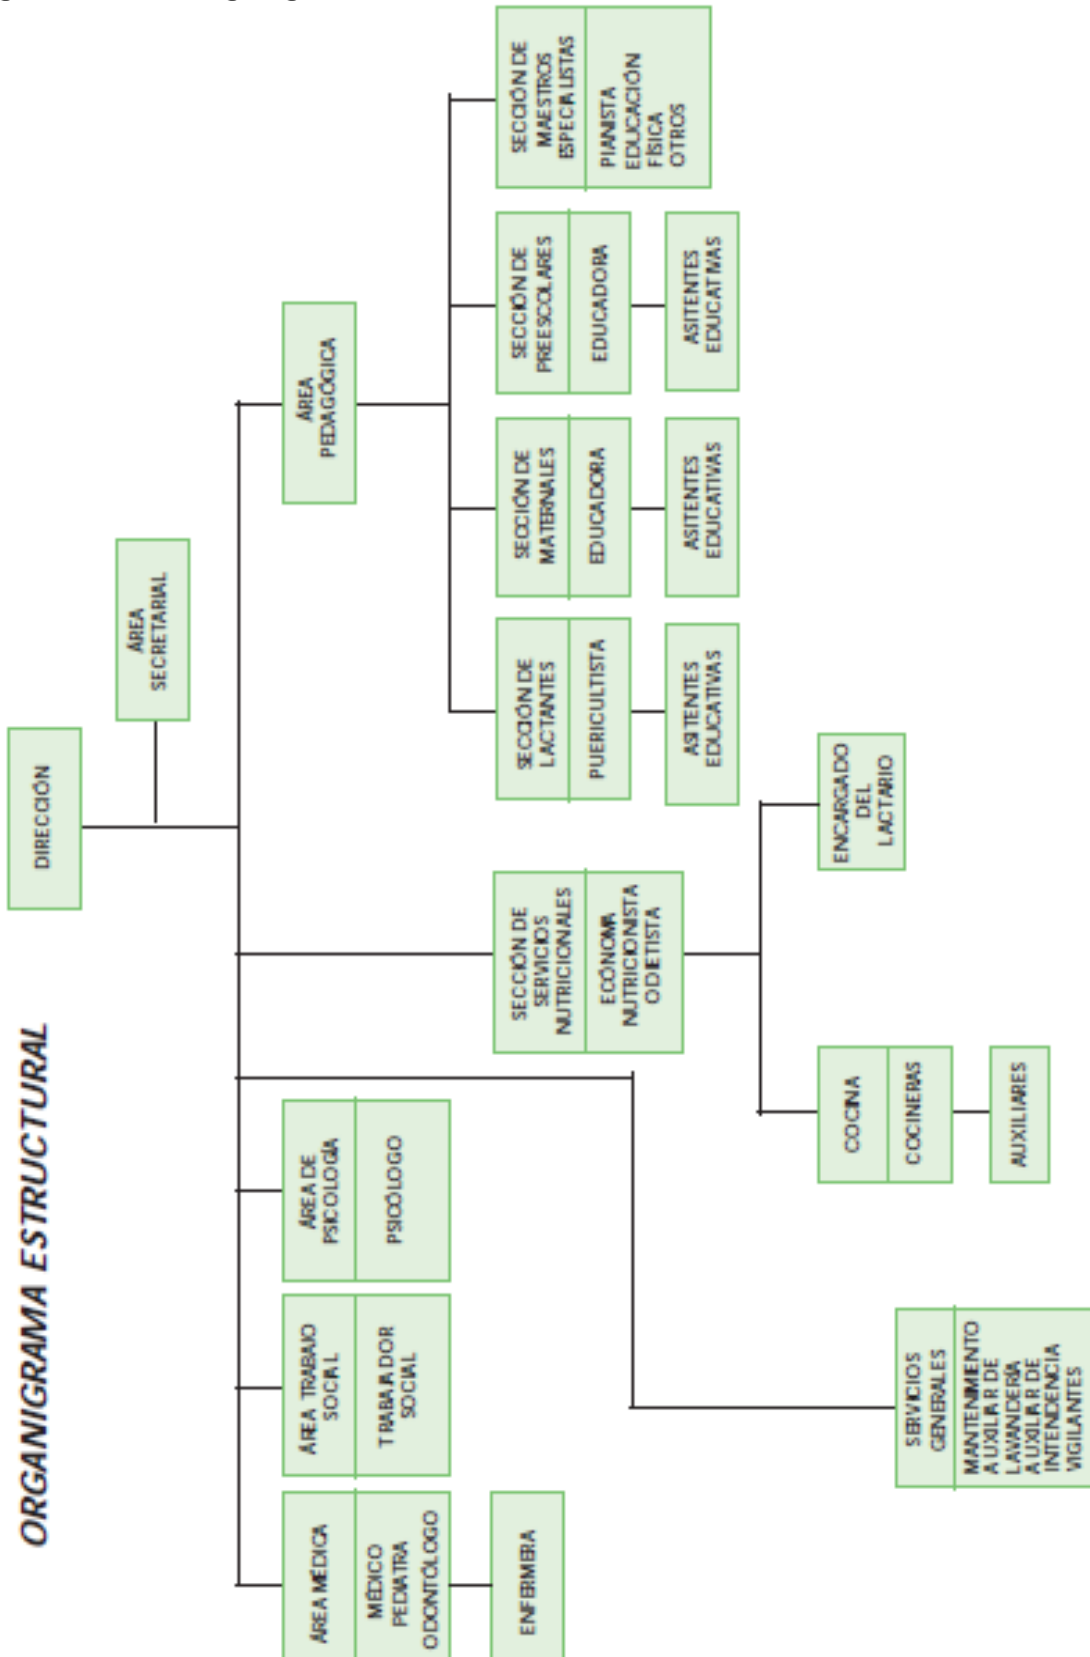 ORGANIGRAMA ESTRUCTURAL
DIRECCIÓN
ÁREA
SECRETARIAL
ÁREA MÉDICA
MÉDICO
PEDIATRA
ODONTÓLOGO
ENFERMERA
ÁREA TRABAJO
SOCIAL
TRABAJADOR
SOCIAL
ÁREA DE
PSICOLOGÍA
PSICÓLOGO
SERVICIOS
GENERALES
MANTENIMIENTO
AUXILIAR DE
LAVANDERÍA
AUXILIAR DE
INTENDENCIA
VIGILANTES
SECCIÓN DE
SERVICIOS
NUTRICIONALES
ECÓNOMA
NUTRICIONISTA
O DIETISTA
COCINA
COCINERAS
AUXILIARES
ENCARGADO
DEL
LACTARIO
ÁREA
PEDAGÓGICA
SECCIÓN DE
LACTANTES
PUERICULTISTA
ASITENTES
EDUCATIVAS
SECCIÓN DE
MATERNALES
EDUCADORA
ASITENTES
EDUCATIVAS
SECCIÓN DE
PREESCOLARES
EDUCADORA
ASITENTES
EDUCATIVAS
SECCIÓN DE
MAESTROS
ESPECIALISTAS
PIANISTA
EDUCACIÓN
FÍSICA
OTROS